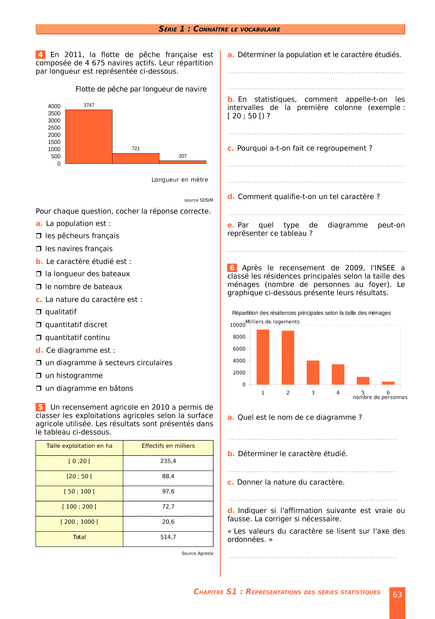 SÉRIE 1 : CONNAÎTRE LE VOCABULAIRE
4 En 2011, la flotte de pêche française est
composée de 4 675 navires actifs. Leur répartition
par longueur est représentée ci-dessous.
Flotte de pêche par longueur de navire
4000
3500
3000
2500
2000
1500
1000
500
0
3747
721
207
Longueur en mètre
source SDSIM
Pour chaque question, cocher la réponse correcte.
a. La population est :
❒ les pêcheurs français
❒ les navires français
b. Le caractère étudié est :
❒ la longueur des bateaux
❒ le nombre de bateaux
c. La nature du caractère est :
❒ qualitatif
❒ quantitatif discret
❒ quantitatif continu
d. Ce diagramme est :
❒ un diagramme à secteurs circulaires
❒ un histogramme
❒ un diagramme en bâtons
5 Un recensement agricole en 2010 a permis de
classer les exploitations agricoles selon la surface
agricole utilisée. Les résultats sont présentés dans
le tableau ci-dessous.
Taille exploitation en ha Effectifs en milliers
[ 0 ;20 [ 235,4
[20 ; 50 [ 88,4
[ 50 ; 100 [ 97,6
[ 100 ; 200 [ 72,7
[ 200 ; 1000 [ 20,6
Total 514,7
Source Agreste
a. Déterminer la population et le caractère étudiés.
b. En statistiques, comment appelle-t-on les
intervalles de la première colonne (exemple :
[ 20 ; 50 [) ?
c. Pourquoi a-t-on fait ce regroupement ?
d. Comment qualifie-t-on un tel caractère ?
e. Par quel type de diagramme peut-on
représenter ce tableau ?
6 Après le recensement de 2009, l'INSEE a
classé les résidences principales selon la taille des
ménages (nombre de personnes au foyer). Le
graphique ci-dessous présente leurs résultats.
Répartition des résidences principales selon la taille des ménages
Milliers de logements
10000
8000
6000
4000
2000
0
1 2 3 4 5 6
nombre de personnes
a. Quel est le nom de ce diagramme ?
b. Déterminer le caractère étudié.
c. Donner la nature du caractère.
d. Indiquer si l'affirmation suivante est vraie ou
fausse. La corriger si nécessaire.
« Les valeurs du caractère se lisent sur l'axe des
ordonnées. »
CHAPITRE S1 : REPRÉSENTATIONS DES SÉRIES STATISTIQUES 63